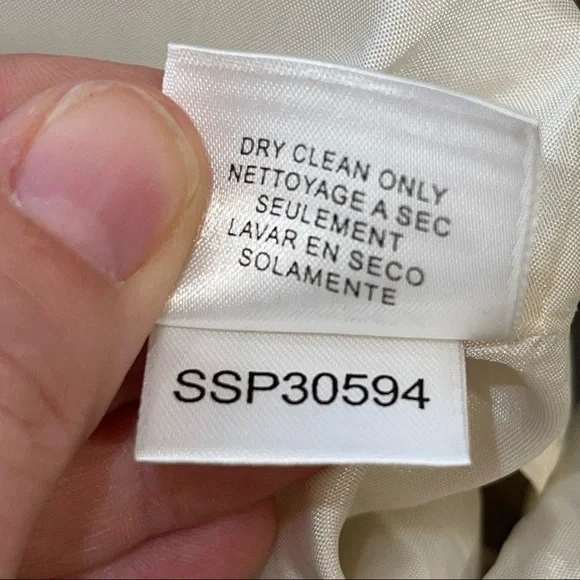 DRY CLEAN ONLY
NETTOYAGE A SEC
SEULEMENT
LAVAR EN SECO
SOLAMENTE
SSP30594